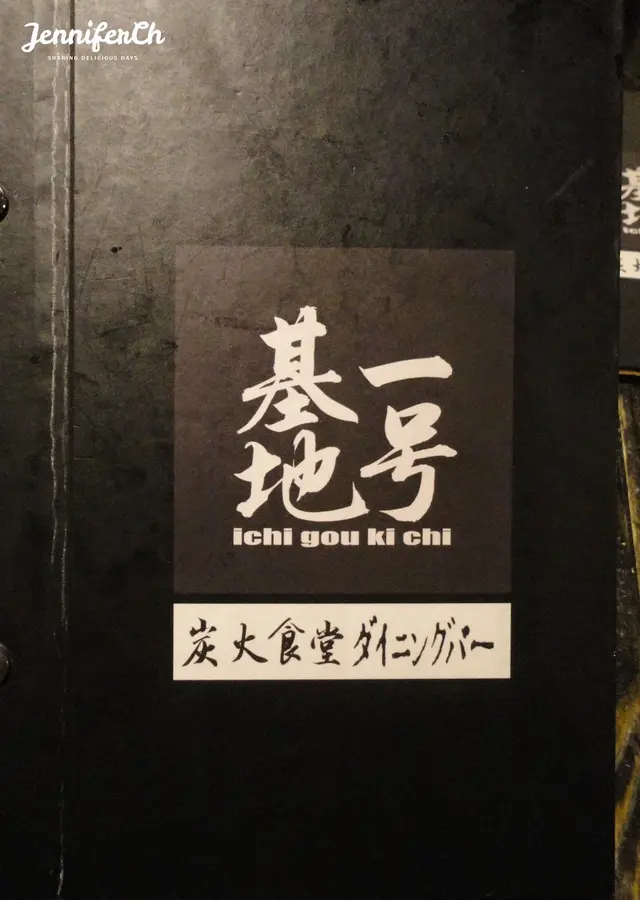 JenniferCh
SHARING DELICIOUS DAYS
一号
基地
ichi gou ki chi
炭火食堂 ダイニングバー